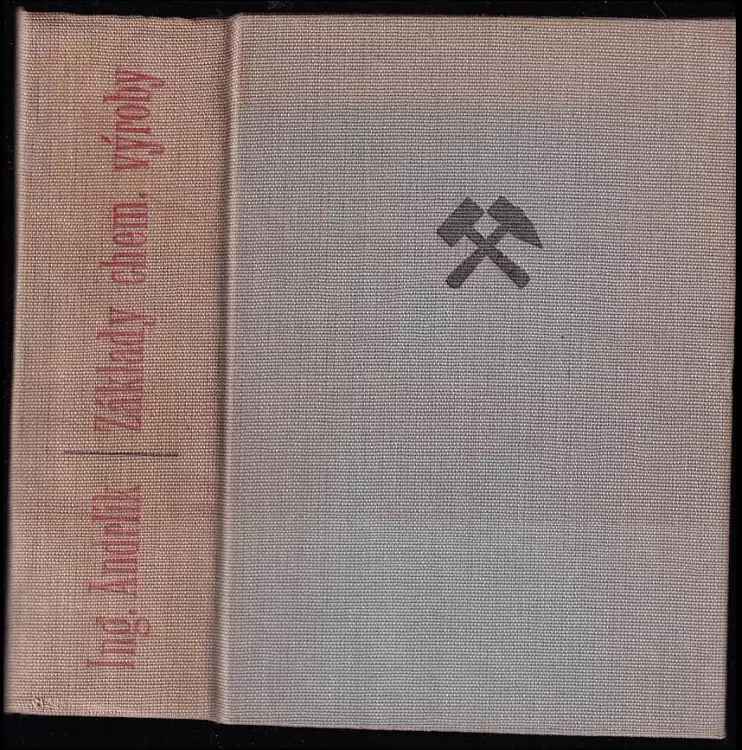 Ing. Andrlík
Základy chem. výroby